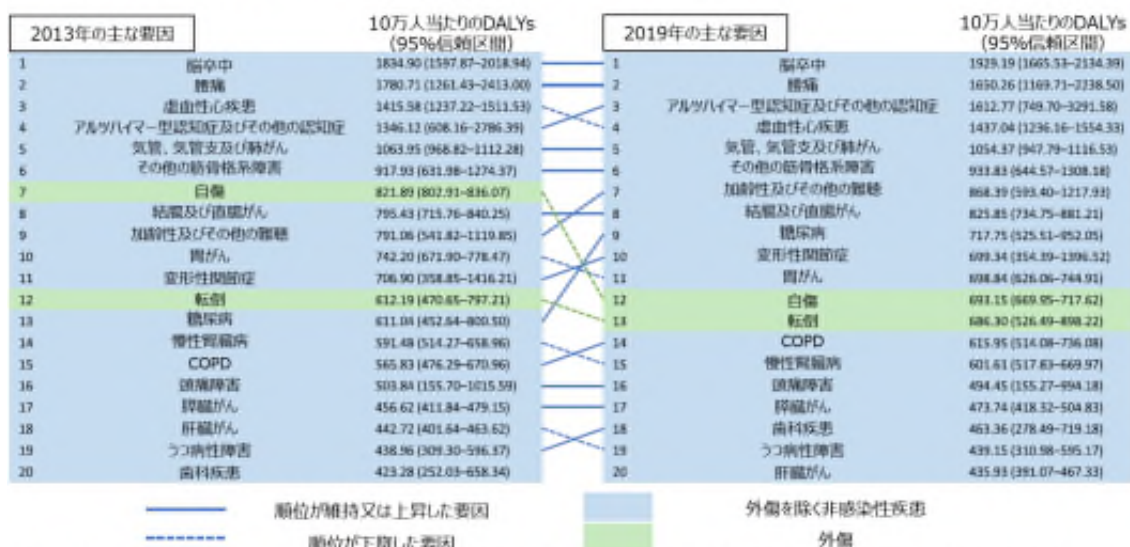 2013年の主な要因
10万人当たりのDALYs
(95%信頼区間)
1 脳卒中 1834.90 (1597.87–2018.94)
2 腰痛 1780.71 (1261.43–2413.00)
3 虚血性心疾患 1415.58 (1237.22–1511.53)
4 アルツハイマー型認知症及びその他の認知症 1346.12 (608.16–2786.39)
5 気管、気管支及び肺がん 1063.95 (968.82–1112.28)
6 その他の筋骨格系障害 917.93 (631.98–1274.37)
7 自傷 821.89 (802.91–836.07)
8 結腸及び直腸がん 795.43 (715.76–840.25)
9 加齢性及びその他の難聴 791.06 (541.82–1119.85)
10 胃がん 742.20 (671.90–778.47)
11 変形性関節症 706.90 (358.85–1416.21)
12 転倒 612.19 (470.65–797.21)
13 糖尿病 611.04 (452.64–800.50)
14 慢性腎臓病 591.48 (514.27–658.96)
15 COPD 565.83 (476.29–670.96)
16 頭痛障害 503.84 (155.70–1015.59)
17 膵臓がん 456.62 (411.84–479.15)
18 肝臓がん 442.72 (401.64–463.62)
19 うつ病性障害 438.96 (309.30–596.37)
20 歯科疾患 423.28 (252.03–658.34)
2019年の主な要因
10万人当たりのDALYs
(95%信頼区間)
1 脳卒中 1929.19 (1665.53–2134.39)
2 腰痛 1650.26 (1169.71–2238.50)
3 アルツハイマー型認知症及びその他の認知症 1612.77 (749.70–3291.58)
4 虚血性心疾患 1437.04 (1236.16–1554.33)
5 気管、気管支及び肺がん 1054.37 (947.79–1116.53)
6 その他の筋骨格系障害 933.83 (644.57–1308.18)
7 加齢性及びその他の難聴 868.39 (593.40–1217.93)
8 結腸及び直腸がん 825.85 (734.75–881.21)
9 糖尿病 717.75 (525.51–952.05)
10 変形性関節症 699.34 (354.39–1396.52)
11 胃がん 698.84 (626.06–744.91)
12 自傷 693.15 (669.95–717.62)
13 転倒 686.30 (526.49–898.22)
14 COPD 615.95 (514.08–736.08)
15 慢性腎臓病 601.61 (517.83–669.97)
16 頭痛障害 494.45 (155.27–994.18)
17 膵臓がん 473.74 (418.32–504.83)
18 歯科疾患 463.36 (278.49–719.18)
19 うつ病性障害 439.15 (310.98–595.17)
20 肝臓がん 435.93 (391.07–467.33)
順位が維持又は上昇した要因
外傷を除く非感染性疾患
順位が下降した要因
外傷